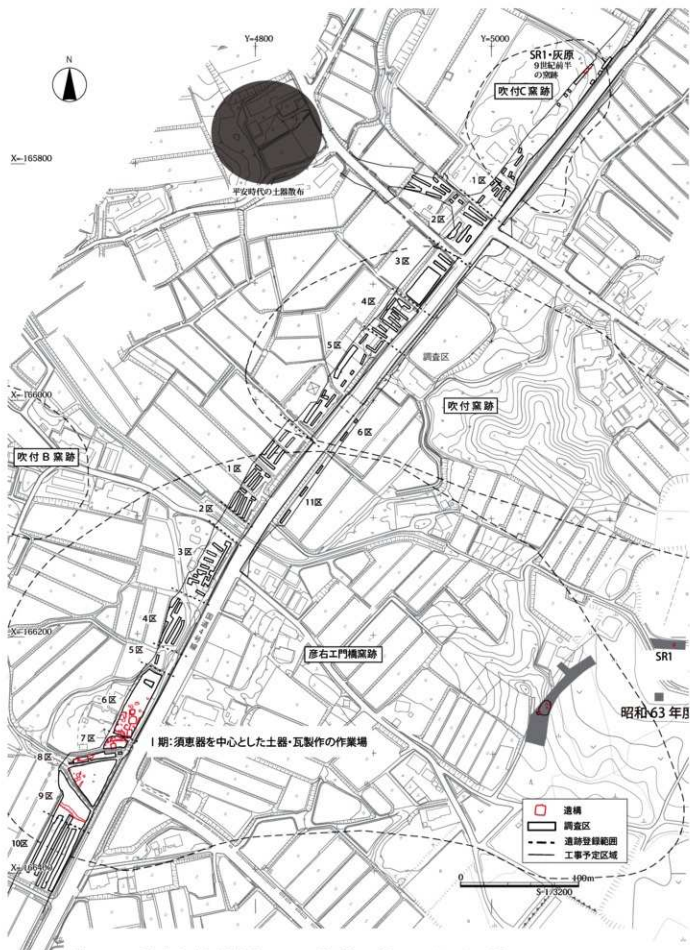 N
Y=4800
Y=5000
SR1・灰原
9世紀前半
の窯跡
吹付C窯跡
X=-165800
平安時代の土器散布
1区
2区
3区
4区
5区
調査区
X=-166000
吹付窯跡
6区
吹付B窯跡
1区
11区
2区
3区
4区
X=-166200
5区
彦右エ門橋窯跡
SR1
6区
昭和63年度
7区
Ⅰ期:須恵器を中心とした土器・瓦製作の作業場
8区
9区
10区
遺構
調査区
遺跡登録範囲
工事予定区域
0
100m
S=1/3200